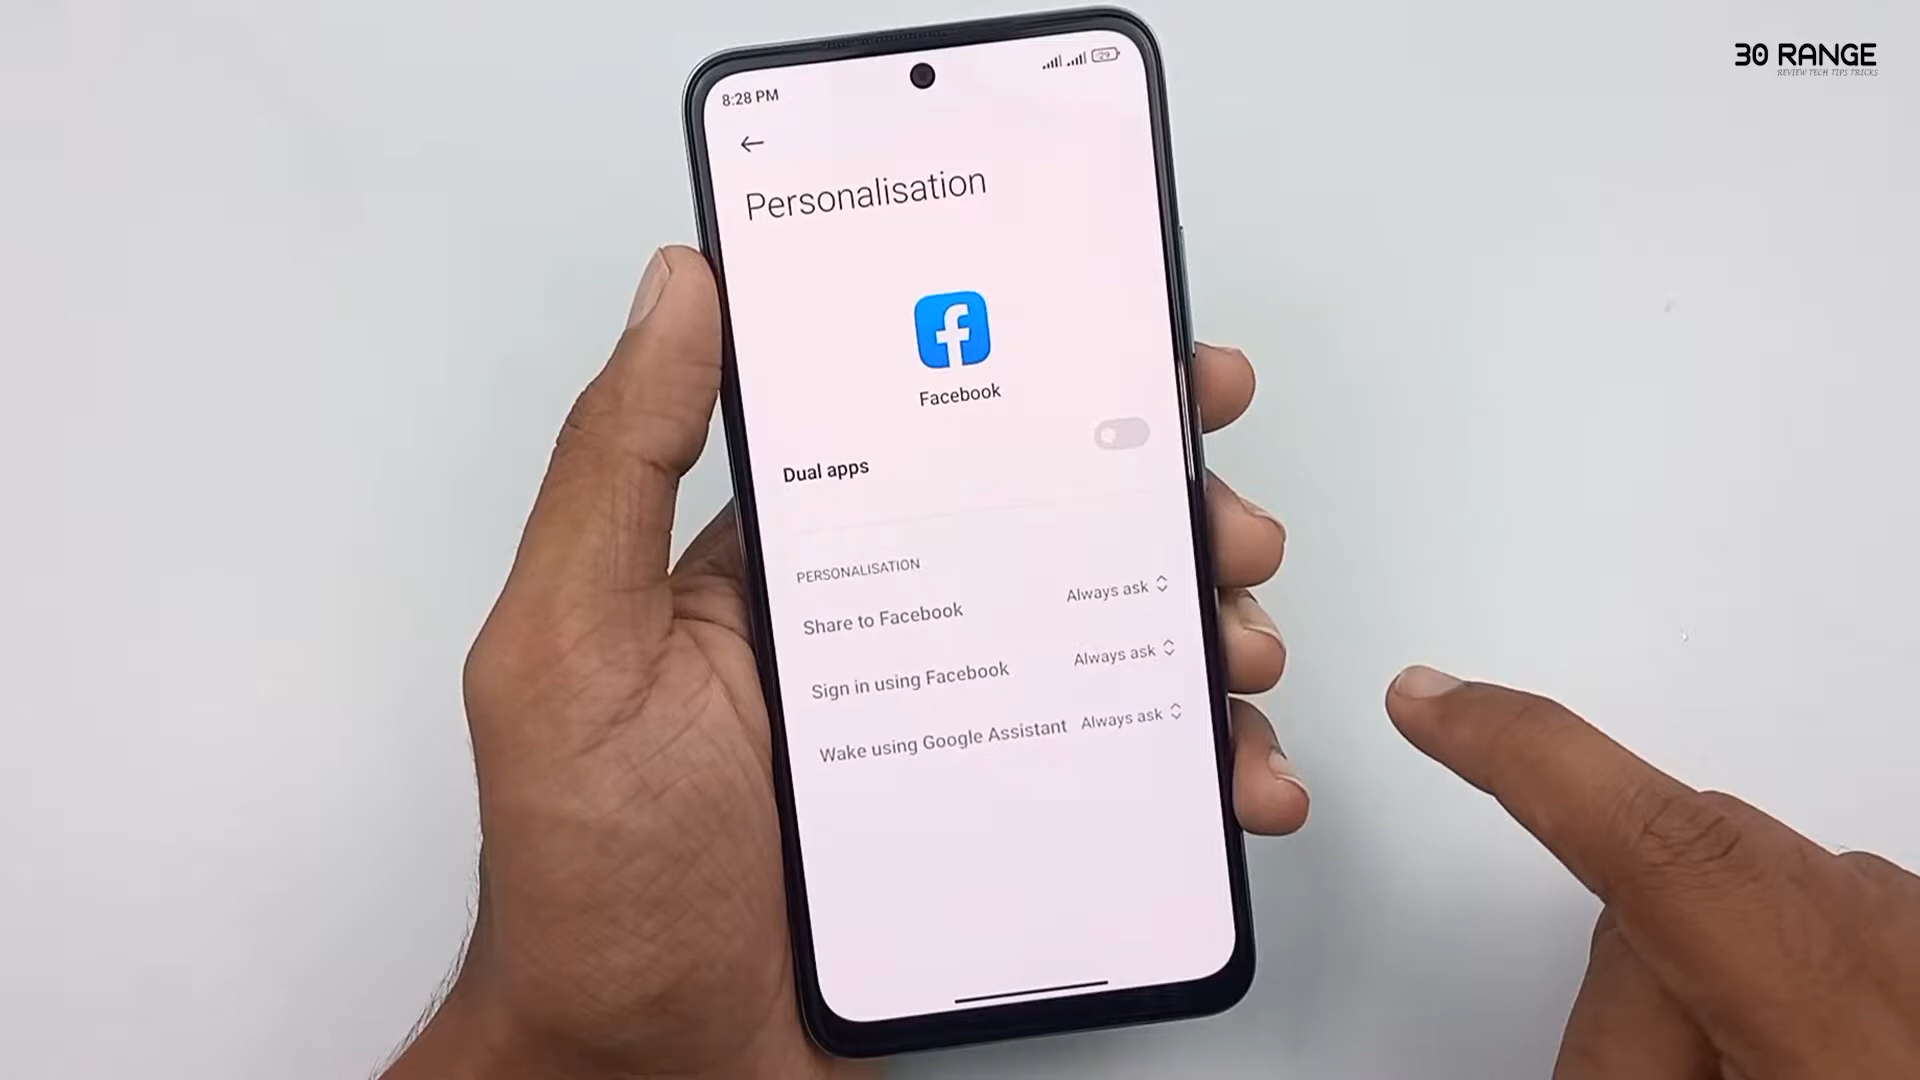 30 RANGE
REVIEW TECH TIPS TRICKS
8:28 PM
29
Personalisation
Facebook
Dual apps
PERSONALISATION
Share to Facebook Always ask
Sign in using Facebook Always ask
Wake using Google Assistant Always ask